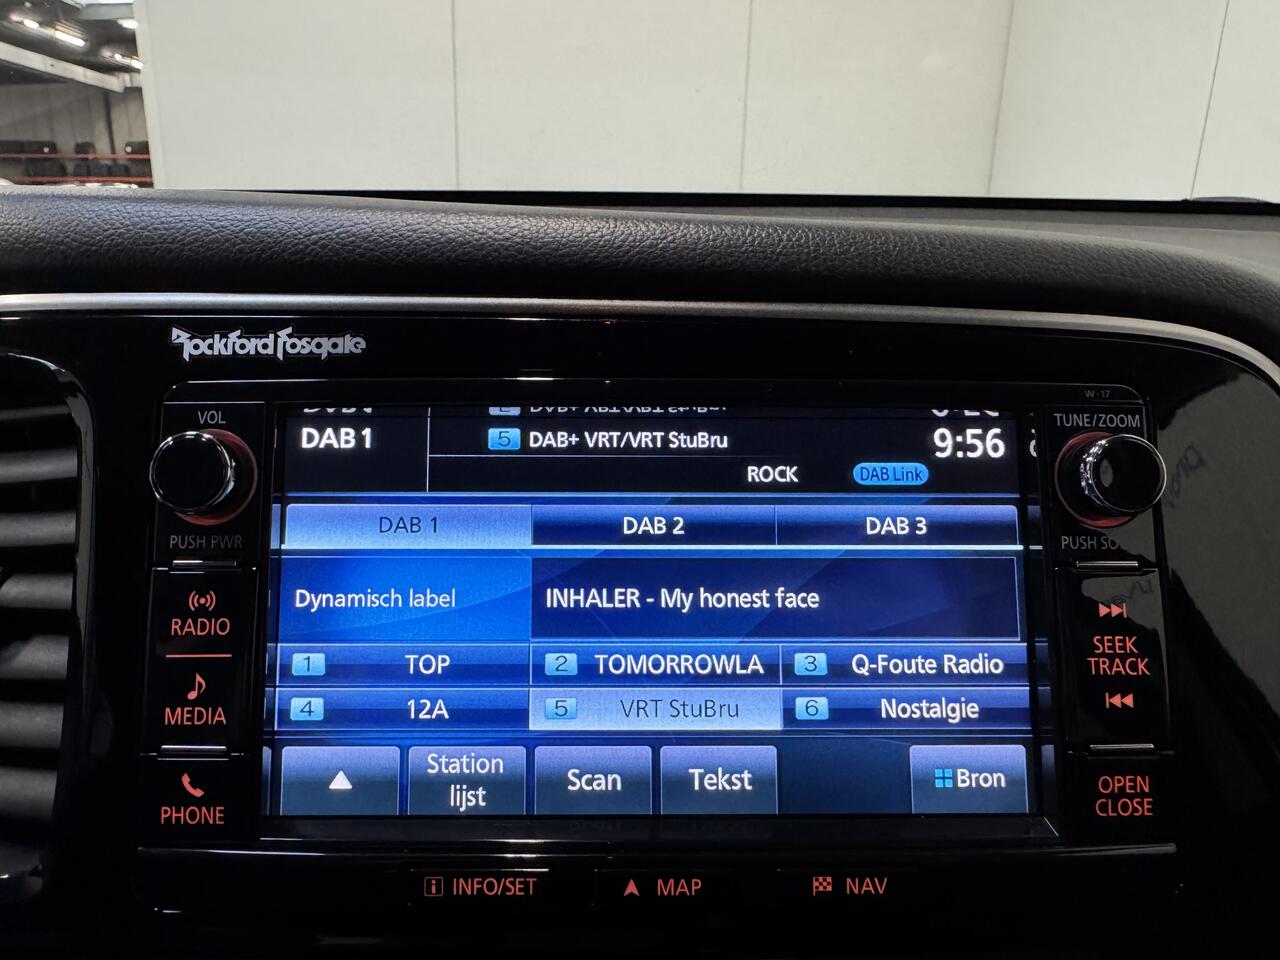 Rockford Fosgate
W-17
VOL
PUSH PWR
RADIO
MEDIA
PHONE
DAB1
5 DAB+ VRT/VRT StuBru
9:56
ROCK
DAB Link
DAB 1
DAB 2
DAB 3
Dynamisch label
INHALER - My honest face
1 TOP
2 TOMORROWLA
3 Q-Foute Radio
4 12A
5 VRT StuBru
6 Nostalgie
Station
lijst
Scan
Tekst
Bron
TUNE/ZOOM
PUSH
SEEK
TRACK
OPEN
CLOSE
INFO/SET
MAP
NAV